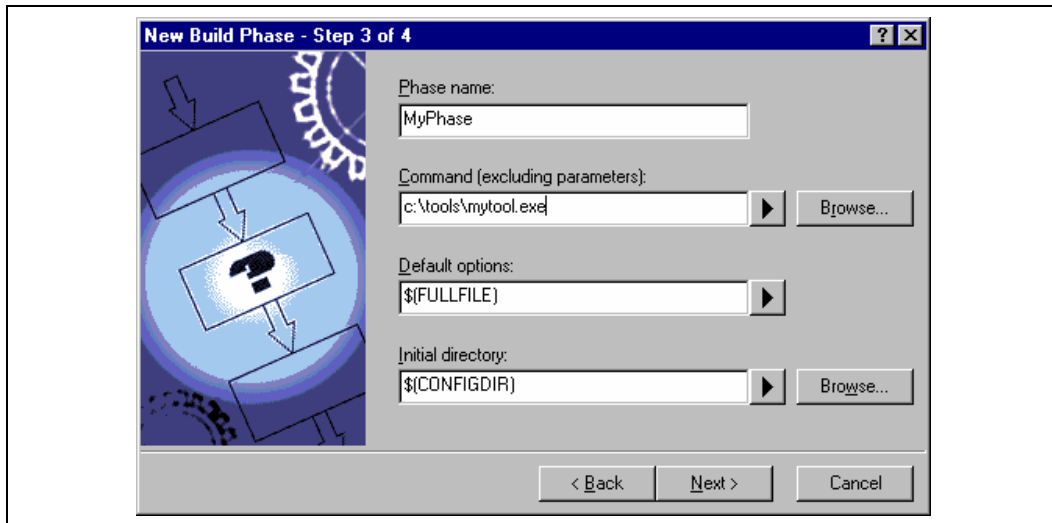 New Build Phase - Step 3 of 4
Phase name:
MyPhase
Command (excluding parameters):
c:\tools\mytool.exe
Browse...
Default options:
$(FULLFILE)
Initial directory:
$(CONFIGDIR)
Browse...
?
< Back
Next >
Cancel